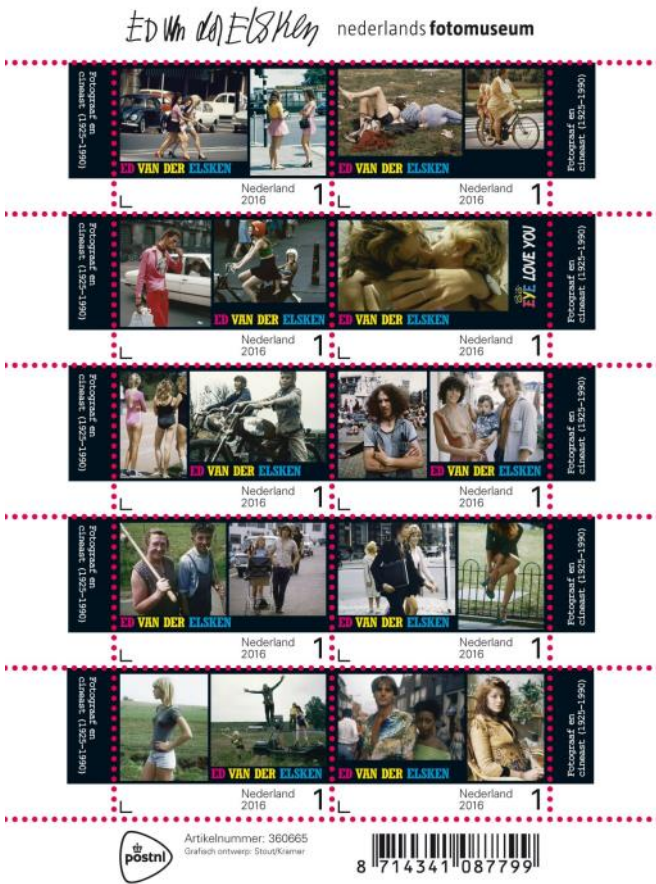 ED van der ELSKEN nederlands fotomuseum
Fotograaf en
cineast (1925–1990)
ED VAN DER ELSKEN
Nederland
2016
1
ED VAN DER ELSKEN
Nederland
2016
1
Fotograaf en
cineast (1925–1990)
Fotograaf en
cineast (1925–1990)
ED VAN DER ELSKEN
Nederland
2016
1
ED VAN DER ELSKEN
EYE LOVE YOU
Nederland
2016
1
Fotograaf en
cineast (1925–1990)
Fotograaf en
cineast (1925–1990)
ED VAN DER ELSKEN
Nederland
2016
1
ED VAN DER ELSKEN
Nederland
2016
1
Fotograaf en
cineast (1925–1990)
Fotograaf en
cineast (1925–1990)
ED VAN DER ELSKEN
Nederland
2016
1
ED VAN DER ELSKEN
Nederland
2016
1
Fotograaf en
cineast (1925–1990)
Fotograaf en
cineast (1925–1990)
ED VAN DER ELSKEN
Nederland
2016
1
ED VAN DER ELSKEN
Nederland
2016
1
Fotograaf en
cineast (1925–1990)
postnl
Artikelnummer: 360665
Grafisch ontwerp: Stout/Kramer
8 714341 087799